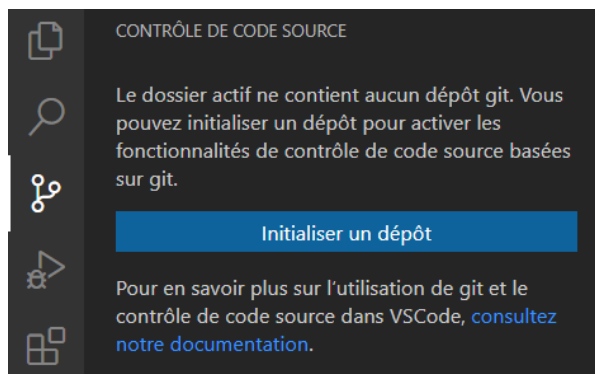 CONTRÔLE DE CODE SOURCE
Le dossier actif ne contient aucun dépôt git. Vous
pouvez initialiser un dépôt pour activer les
fonctionnalités de contrôle de code source basées
sur git.
Initialiser un dépôt
Pour en savoir plus sur l'utilisation de git et le
contrôle de code source dans VSCode, consultez
notre documentation.